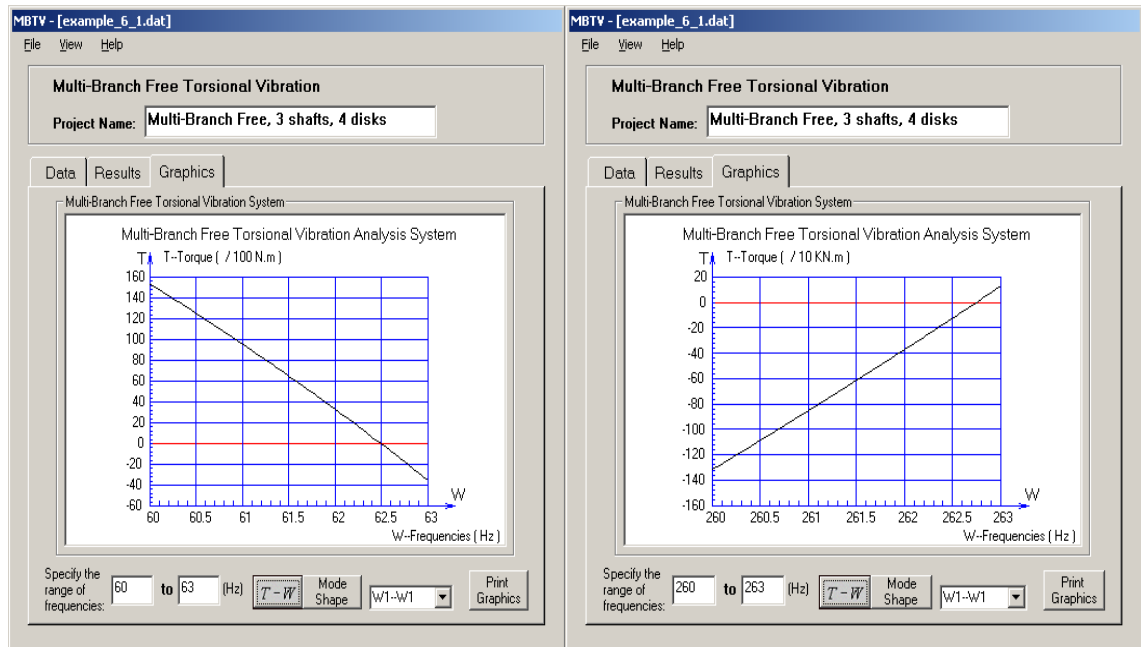 MBTV - [example_6_1.dat]
File View Help
Multi-Branch Free Torsional Vibration
Project Name: Multi-Branch Free, 3 shafts, 4 disks
Data Results Graphics
Multi-Branch Free Torsional Vibration System
Multi-Branch Free Torsional Vibration Analysis System
T T--Torque ( / 100 N.m )
160
140
120
100
80
60
40
20
0
-20
-40
-60
W
60 60.5 61 61.5 62 62.5 63
W--Frequencies ( Hz )
Specify the
range of
frequencies:
60 to 63 (Hz) T - W Mode
Shape W1--W1 Print
Graphics
MBTV - [example_6_1.dat]
File View Help
Multi-Branch Free Torsional Vibration
Project Name: Multi-Branch Free, 3 shafts, 4 disks
Data Results Graphics
Multi-Branch Free Torsional Vibration System
Multi-Branch Free Torsional Vibration Analysis System
T T--Torque ( / 10 KN.m )
20
0
-20
-40
-60
-80
-100
-120
-140
-160
W
260 260.5 261 261.5 262 262.5 263
W--Frequencies ( Hz )
Specify the
range of
frequencies:
260 to 263 (Hz) T - W Mode
Shape W1--W1 Print
Graphics